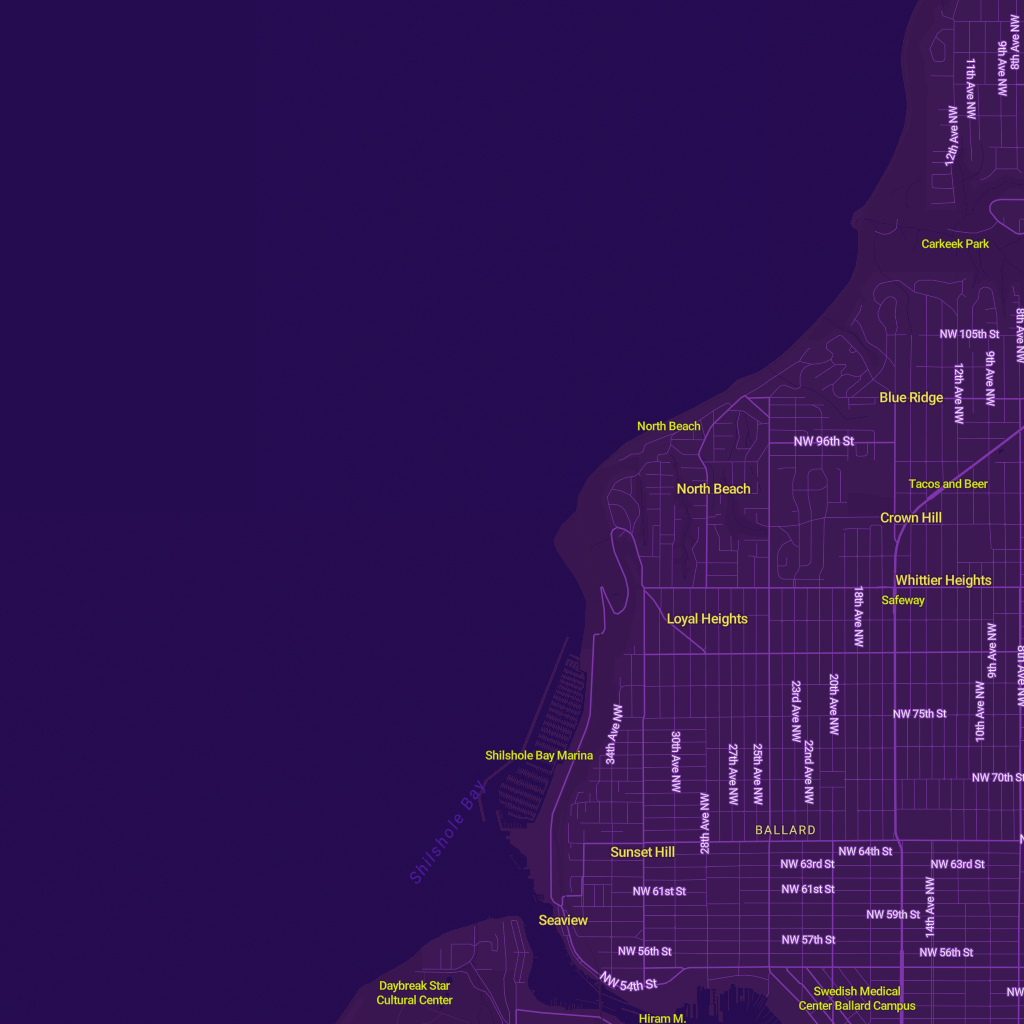 8th Ave NW
9th Ave NW
11th Ave NW
12th Ave NW
Carkeek Park
8th Ave NW
NW 105th St
9th Ave NW
12th Ave NW
Blue Ridge
North Beach
NW 96th St
Tacos and Beer
North Beach
Crown Hill
Whittier Heights
Safeway
18th Ave NW
Loyal Heights
9th Ave NW
8th Ave NW
20th Ave NW
23rd Ave NW
10th Ave NW
34th Ave NW
NW 75th St
30th Ave NW
22nd Ave NW
27th Ave NW
25th Ave NW
Shilshole Bay Marina
NW 70th St
28th Ave NW
Shilshole Bay
BALLARD
Sunset Hill
NW 64th St
NW 63rd St
NW 63rd St
NW 61st St
NW 61st St
14th Ave NW
NW 59th St
Seaview
NW 57th St
NW 56th St
NW 56th St
NW 54th St
Daybreak Star
Cultural Center
Swedish Medical
Center Ballard Campus
NW
Hiram M.